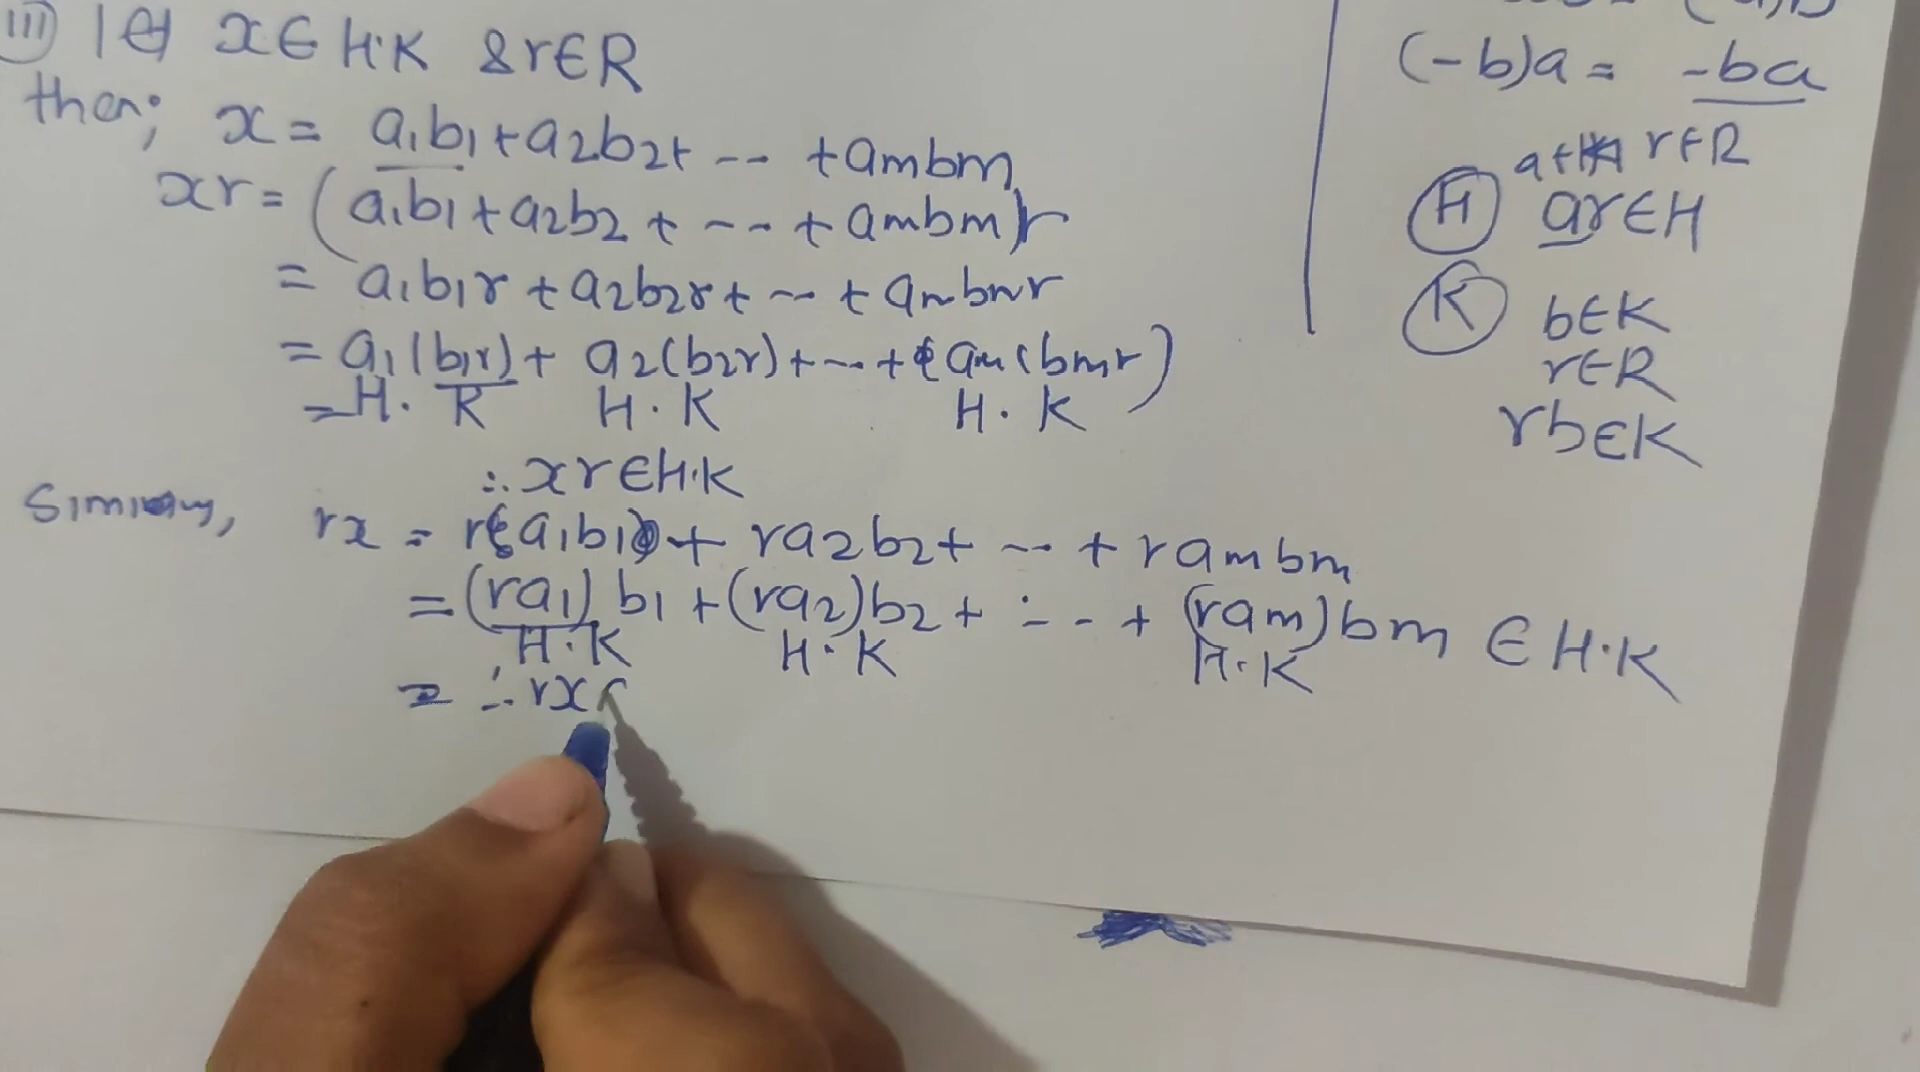 iii) let x∈H·K & r∈R
then; x = a1b1+a2b2+ -- +ambm
xr = (a1b1+a2b2 + --- + ambm)r
= a1b1r + a2b2r + -- + ambmr
= a1(b1r) + a2(b2r) + -- + am(bmr)
= H. K H. K H. K
∴ xr∈H·K
rx = r(a1b1) + ra2b2 + -- + rambm
= (ra1) b1 + (ra2)b2 + --- + (ram)bm ∈ H·K
H·K H·K H·K
= ∴ rx
(-b)a = -ba
r∈R
H ar∈H
K b∈K
r∈R
rb∈K